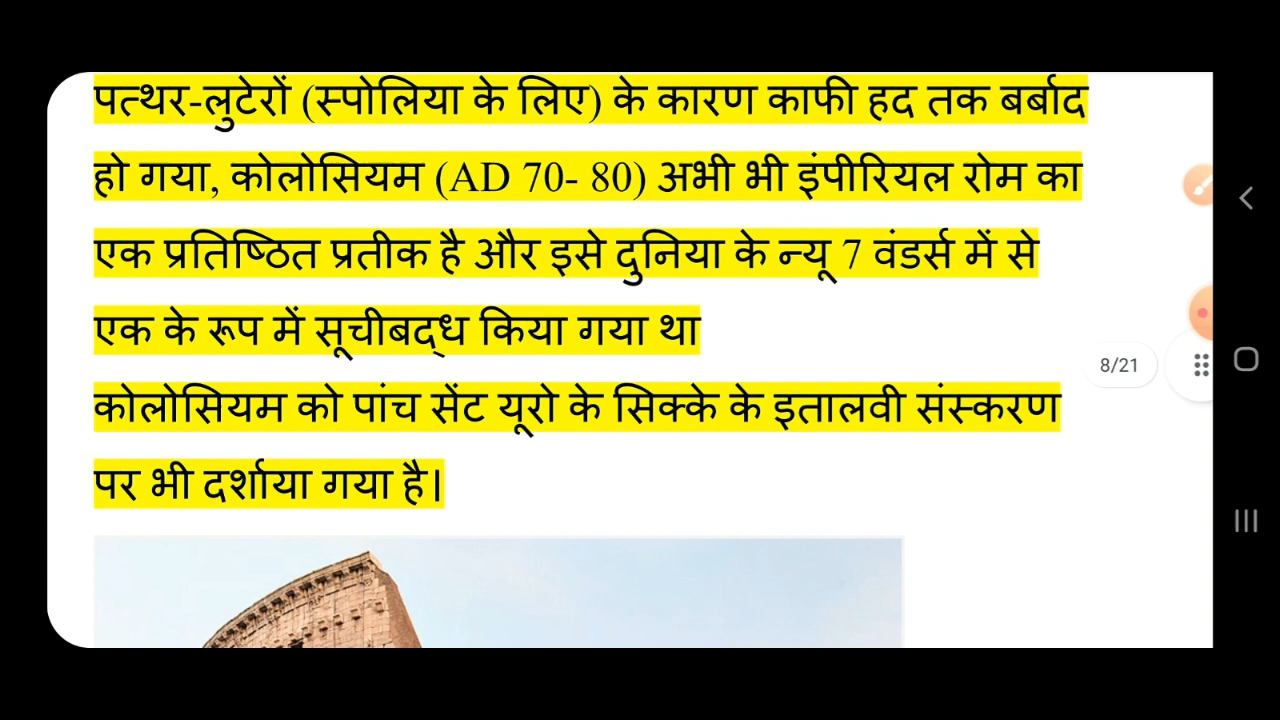 पत्थर-लुटेरों (स्पोलिया के लिए) के कारण काफी हद तक बर्बाद
हो गया, कोलोसियम (AD 70- 80) अभी भी इंपीरियल रोम का
एक प्रतिष्ठित प्रतीक है और इसे दुनिया के न्यू 7 वंडर्स में से
एक के रूप में सूचीबद्ध किया गया था
8/21
कोलोसियम को पांच सेंट यूरो के सिक्के के इतालवी संस्करण
पर भी दर्शाया गया है।